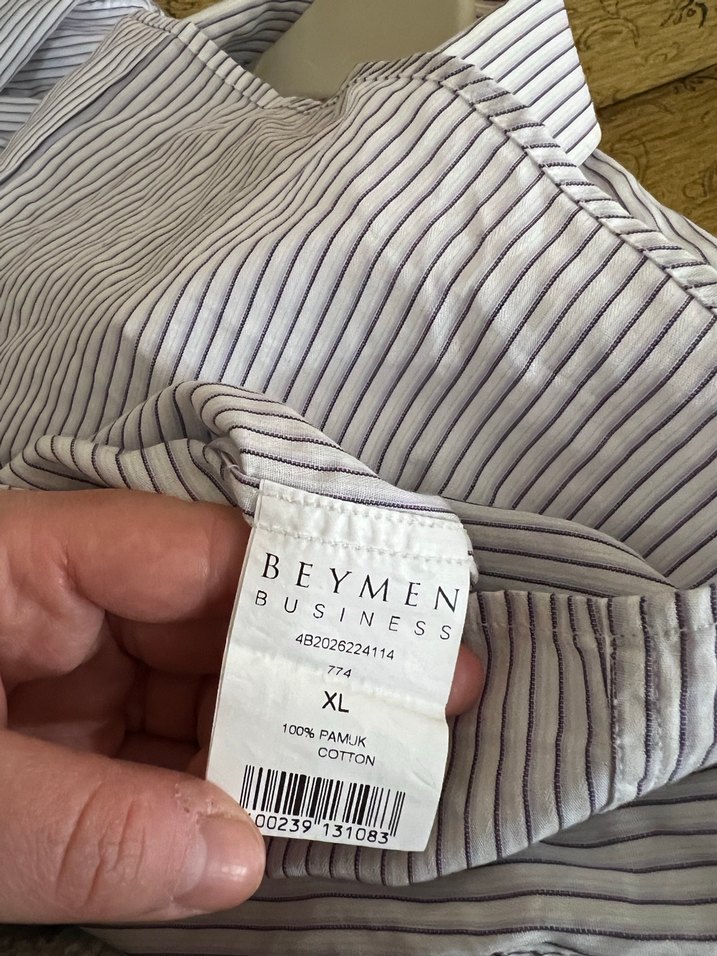 BEYMEN
BUSINESS
4B2026224114
774
XL
100% PAMUK
COTTON
00239 131083